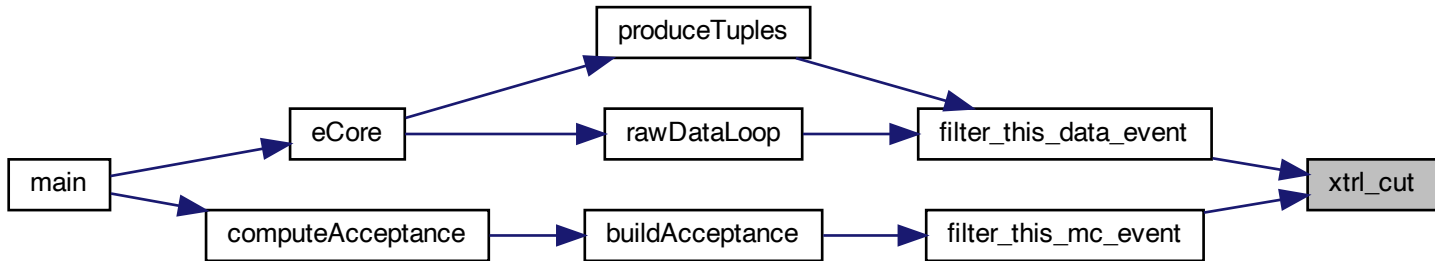 produceTuples
eCore
rawDataLoop
filter_this_data_event
main
xtrl_cut
computeAcceptance
buildAcceptance
filter_this_mc_event